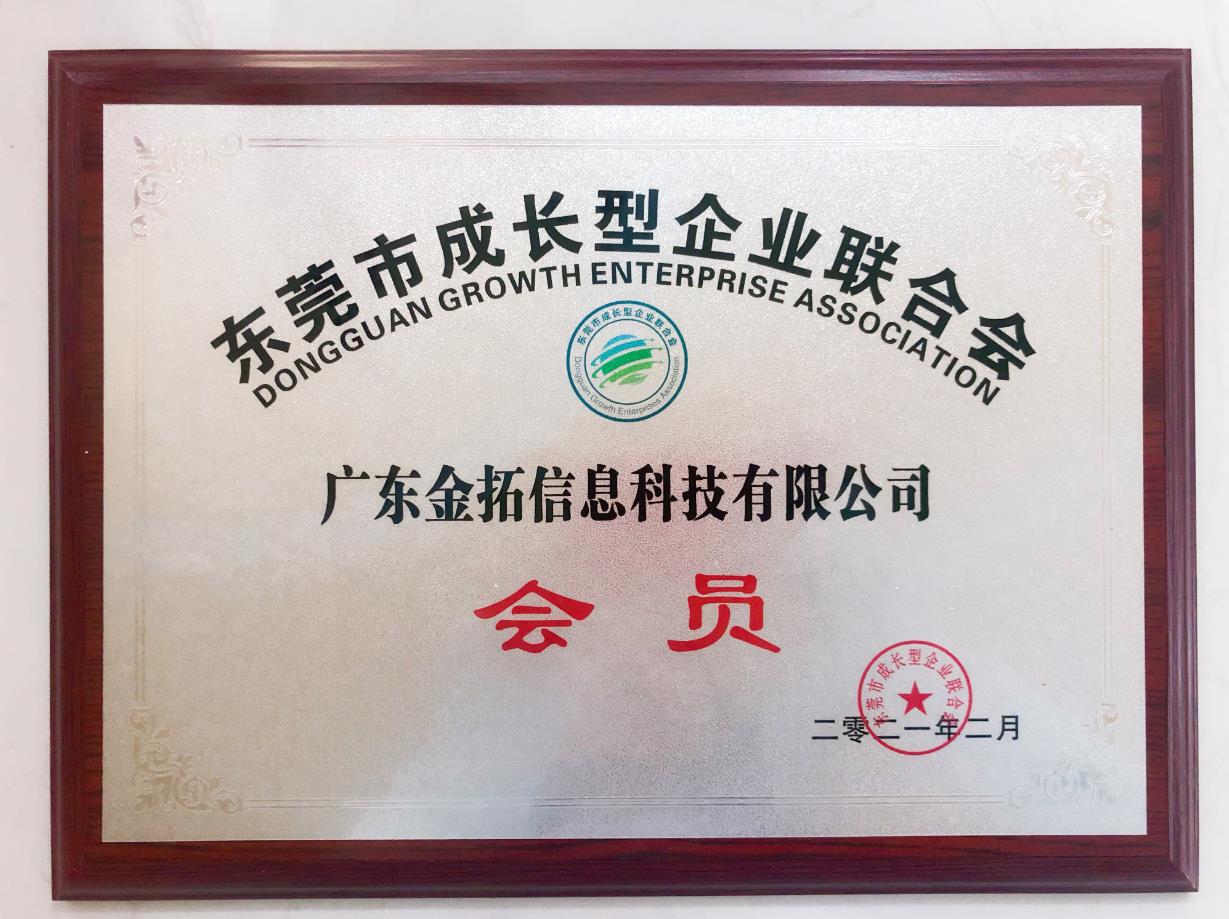 东莞市成长型企业联合会
DONGGUAN GROWTH ENTERPRISE ASSOCIATION
东莞市成长型企业联合会
Dongguan Growth Enterprises Association
广东金拓信息科技有限公司
会员
东莞市成长型企业联合会
二零二一年二月